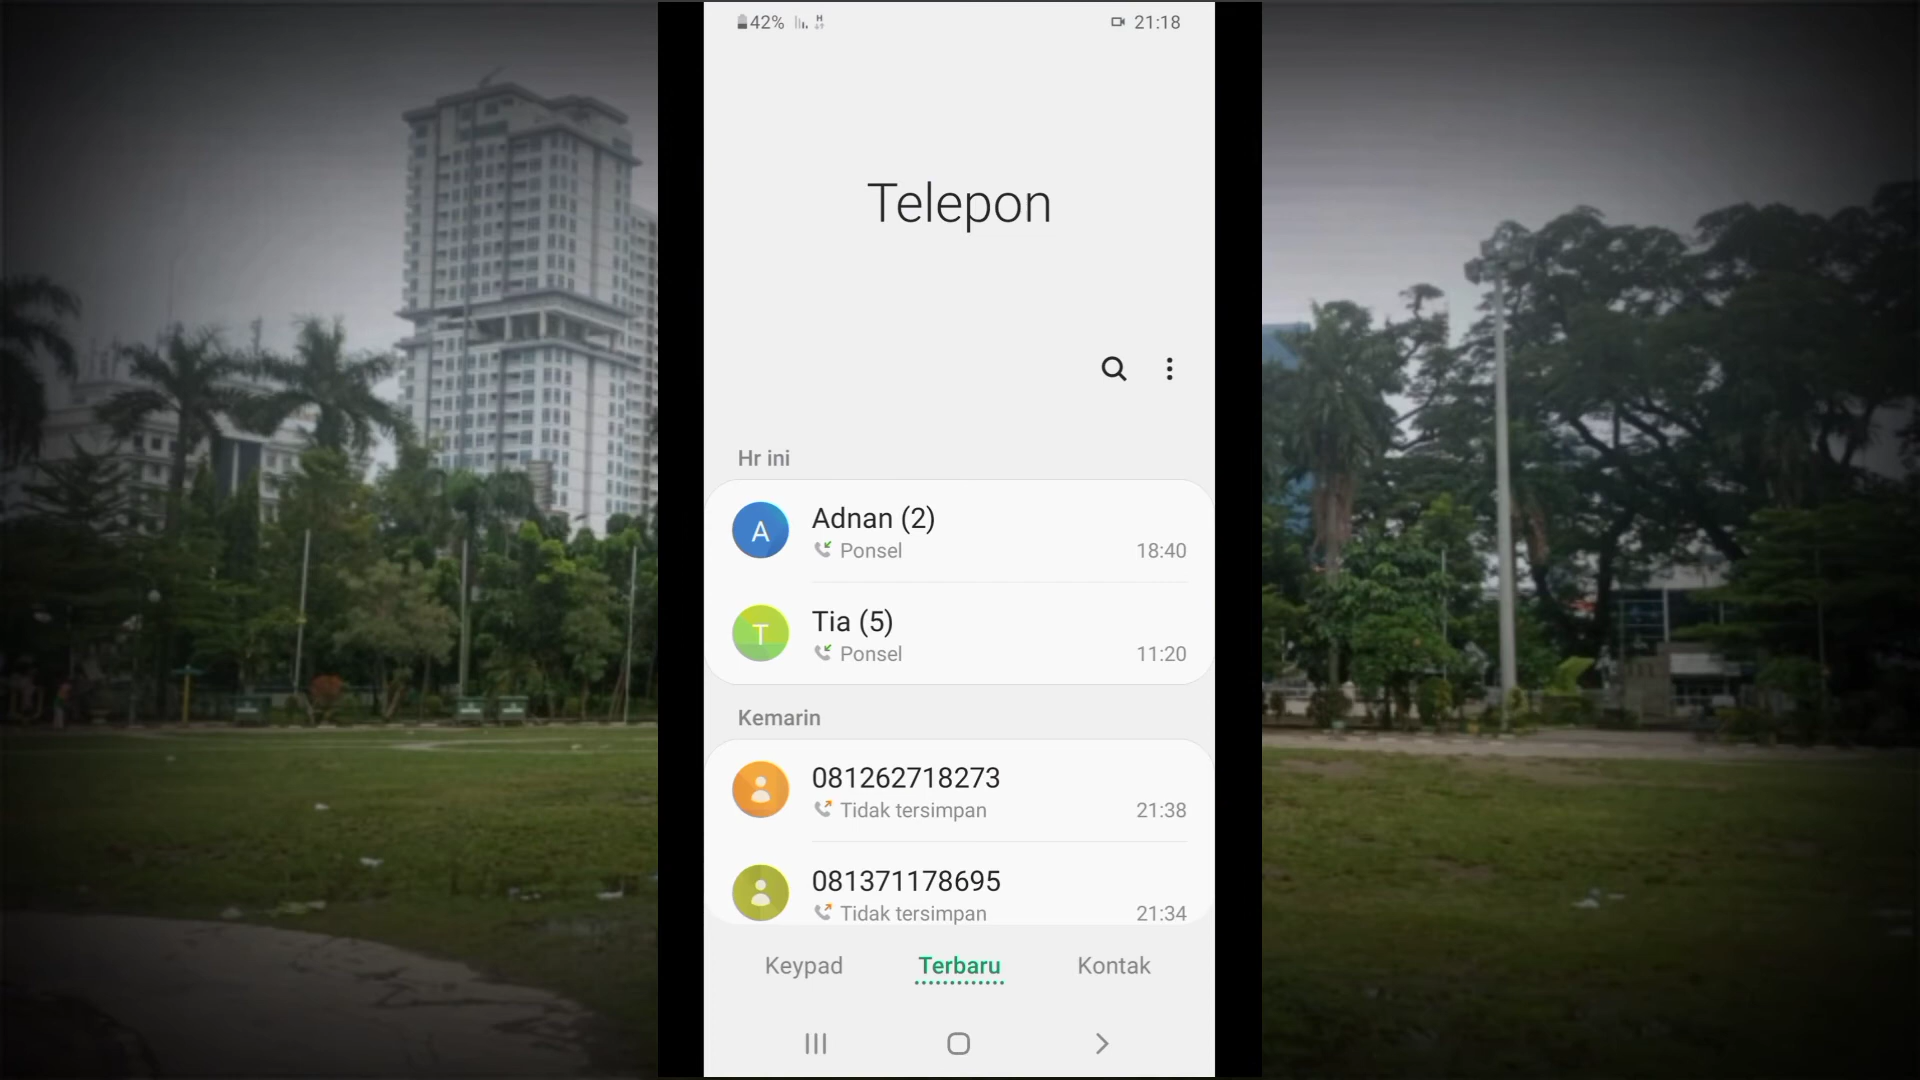 42%
H
21:18
Telepon
Hr ini
A
Adnan (2)
Ponsel
18:40
T
Tia (5)
Ponsel
11:20
Kemarin
081262718273
Tidak tersimpan
21:38
081371178695
Tidak tersimpan
21:34
Keypad
Terbaru
Kontak